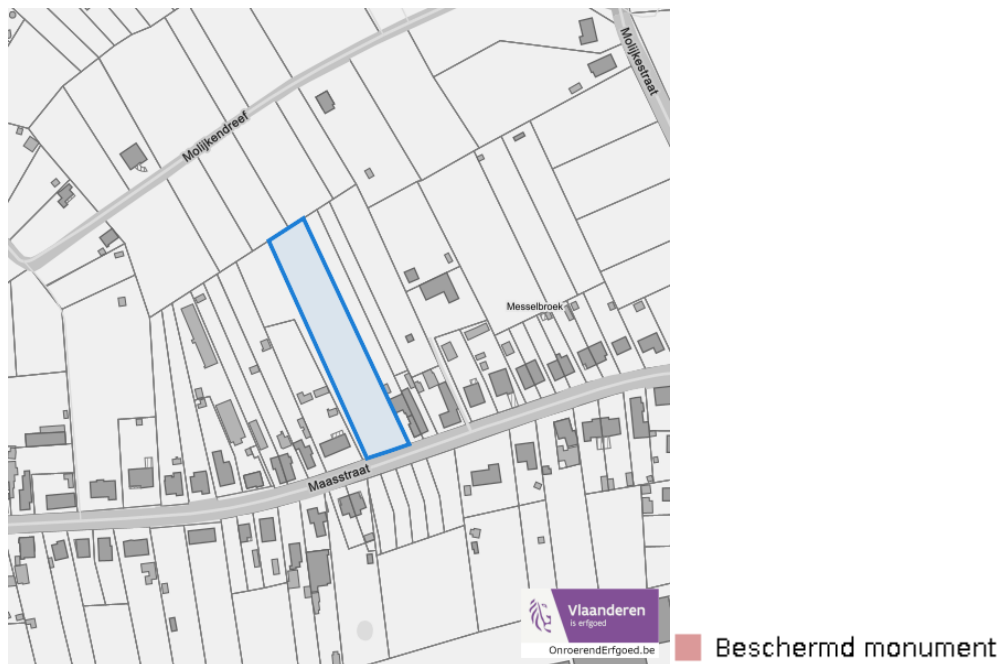 Molijkestraat
Molijkendreef
Messelbroek
Maasstraat
Vlaanderen
is erfgoed
OnroerendErfgoed.be
Beschermd monument